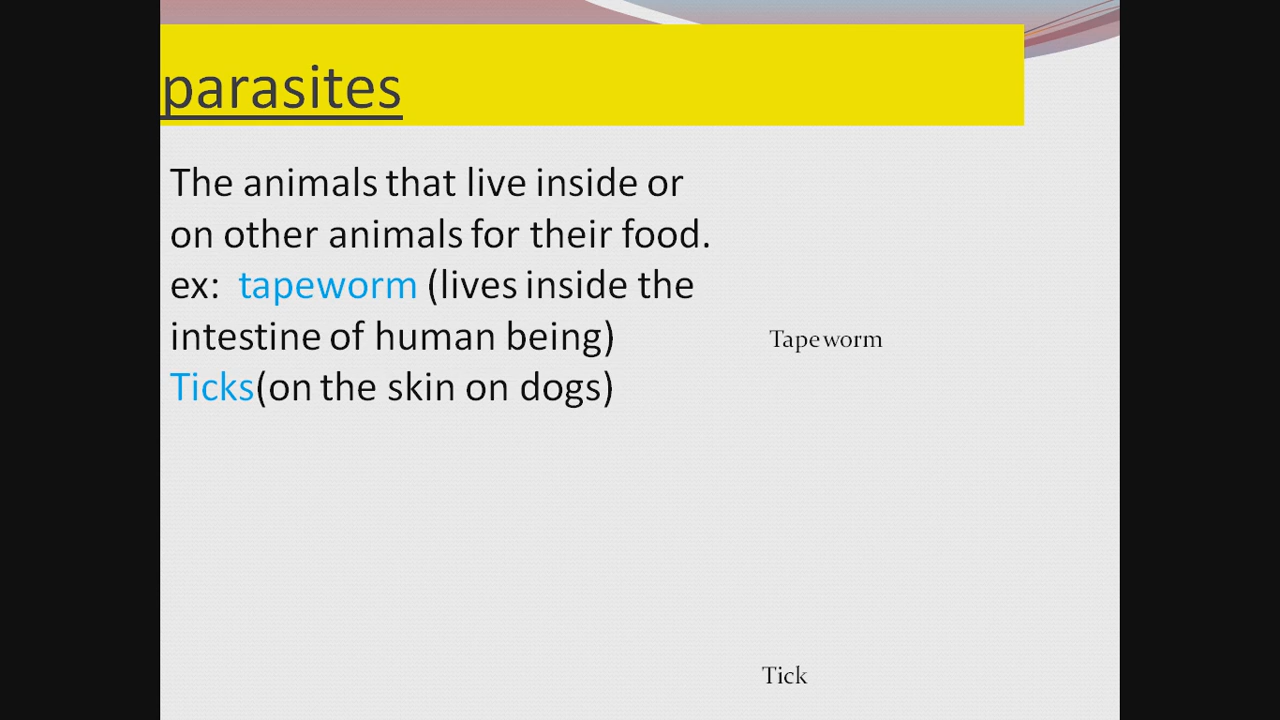 parasites
The animals that live inside or
on other animals for their food.
ex: tapeworm (lives inside the
intestine of human being)
Ticks(on the skin on dogs)
Tapeworm
Tick